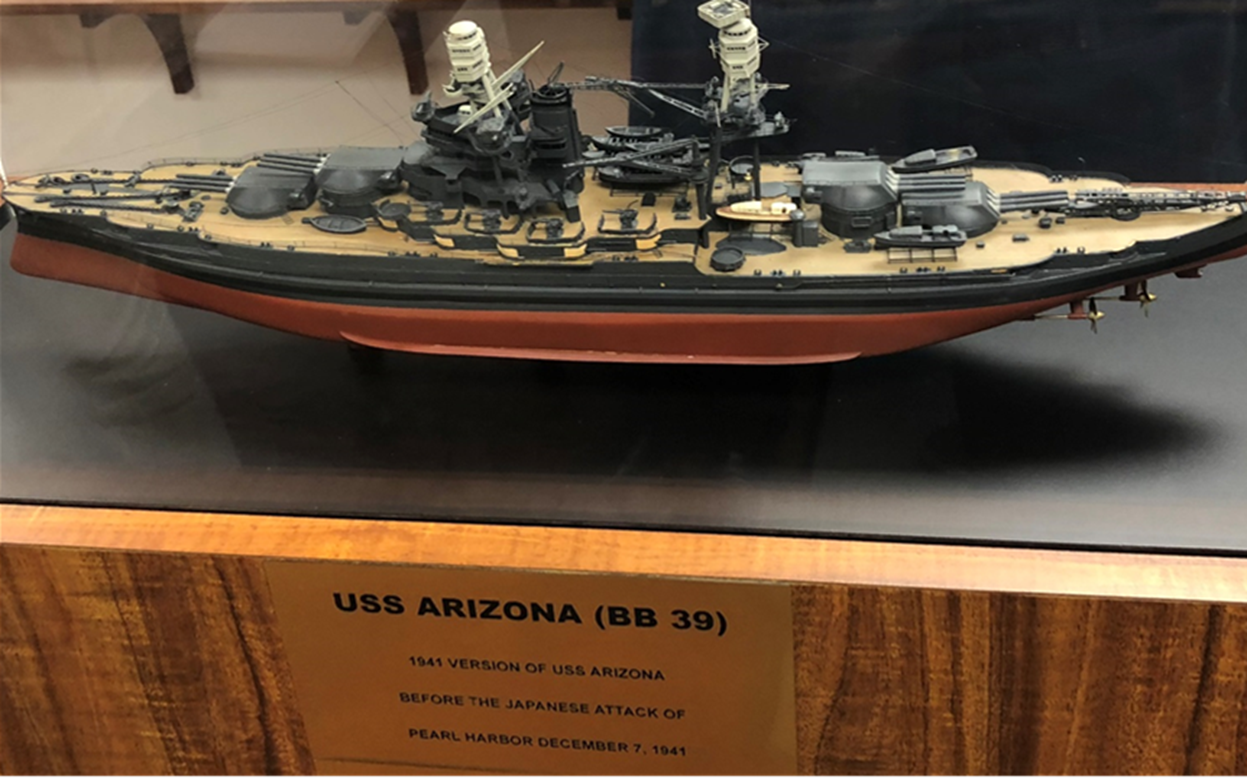 USS ARIZONA (BB 39)
1941 VERSION OF USS ARIZONA
BEFORE THE JAPANESE ATTACK OF
PEARL HARBOR DECEMBER 7, 1941